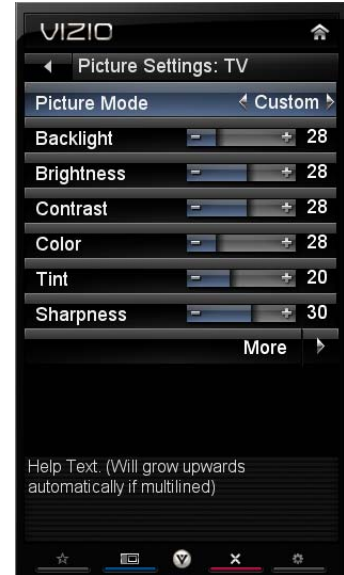 VIZIO
Picture Settings: TV
Picture Mode Custom
Backlight - + 28
Brightness - + 28
Contrast - + 28
Color - + 28
Tint - + 20
Sharpness - + 30
More
Help Text. (Will grow upwards
automatically if multilined)
V